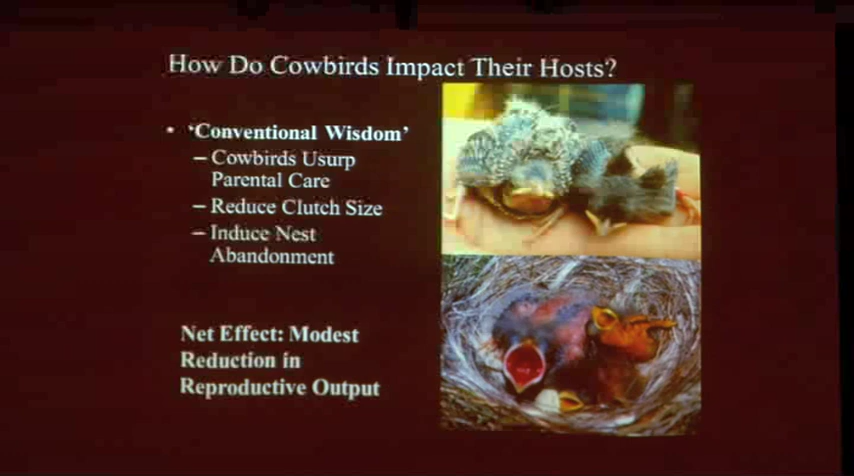 How Do Cowbirds Impact Their Hosts?
• 'Conventional Wisdom'
– Cowbirds Usurp
Parental Care
– Reduce Clutch Size
– Induce Nest
Abandonment
Net Effect: Modest
Reduction in
Reproductive Output